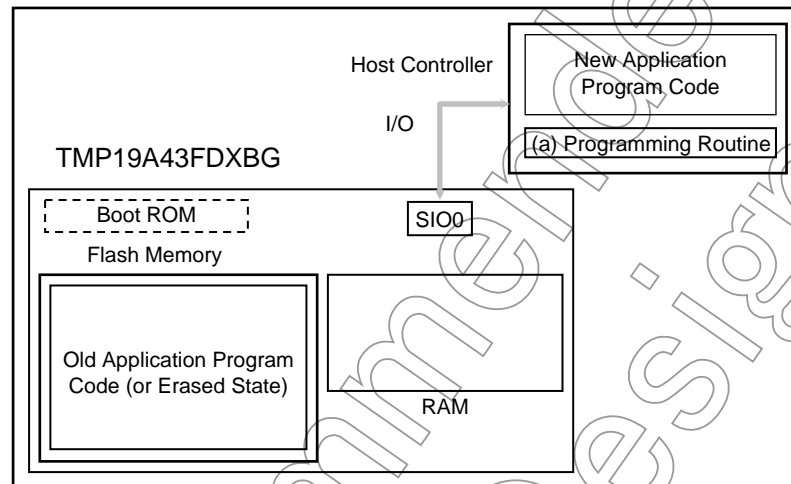 Host Controller
New Application
Program Code
I/O
(a) Programming Routine
TMP19A43FDXBG
Boot ROM
SIO0
Flash Memory
Old Application Program
Code (or Erased State)
RAM